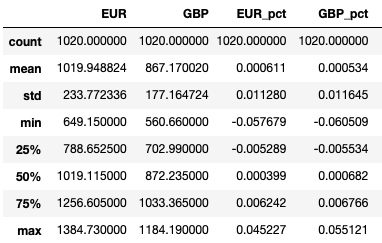 EUR GBP EUR_pct GBP_pct
count 1020.000000 1020.000000 1020.000000 1020.000000
mean 1019.948824 867.170020 0.000611 0.000534
std 233.772336 177.164724 0.011280 0.011645
min 649.150000 560.660000 -0.057679 -0.060509
25% 788.652500 702.990000 -0.005289 -0.005534
50% 1019.115000 872.235000 0.000399 0.000682
75% 1256.605000 1033.365000 0.006242 0.006766
max 1384.730000 1184.190000 0.045227 0.055121